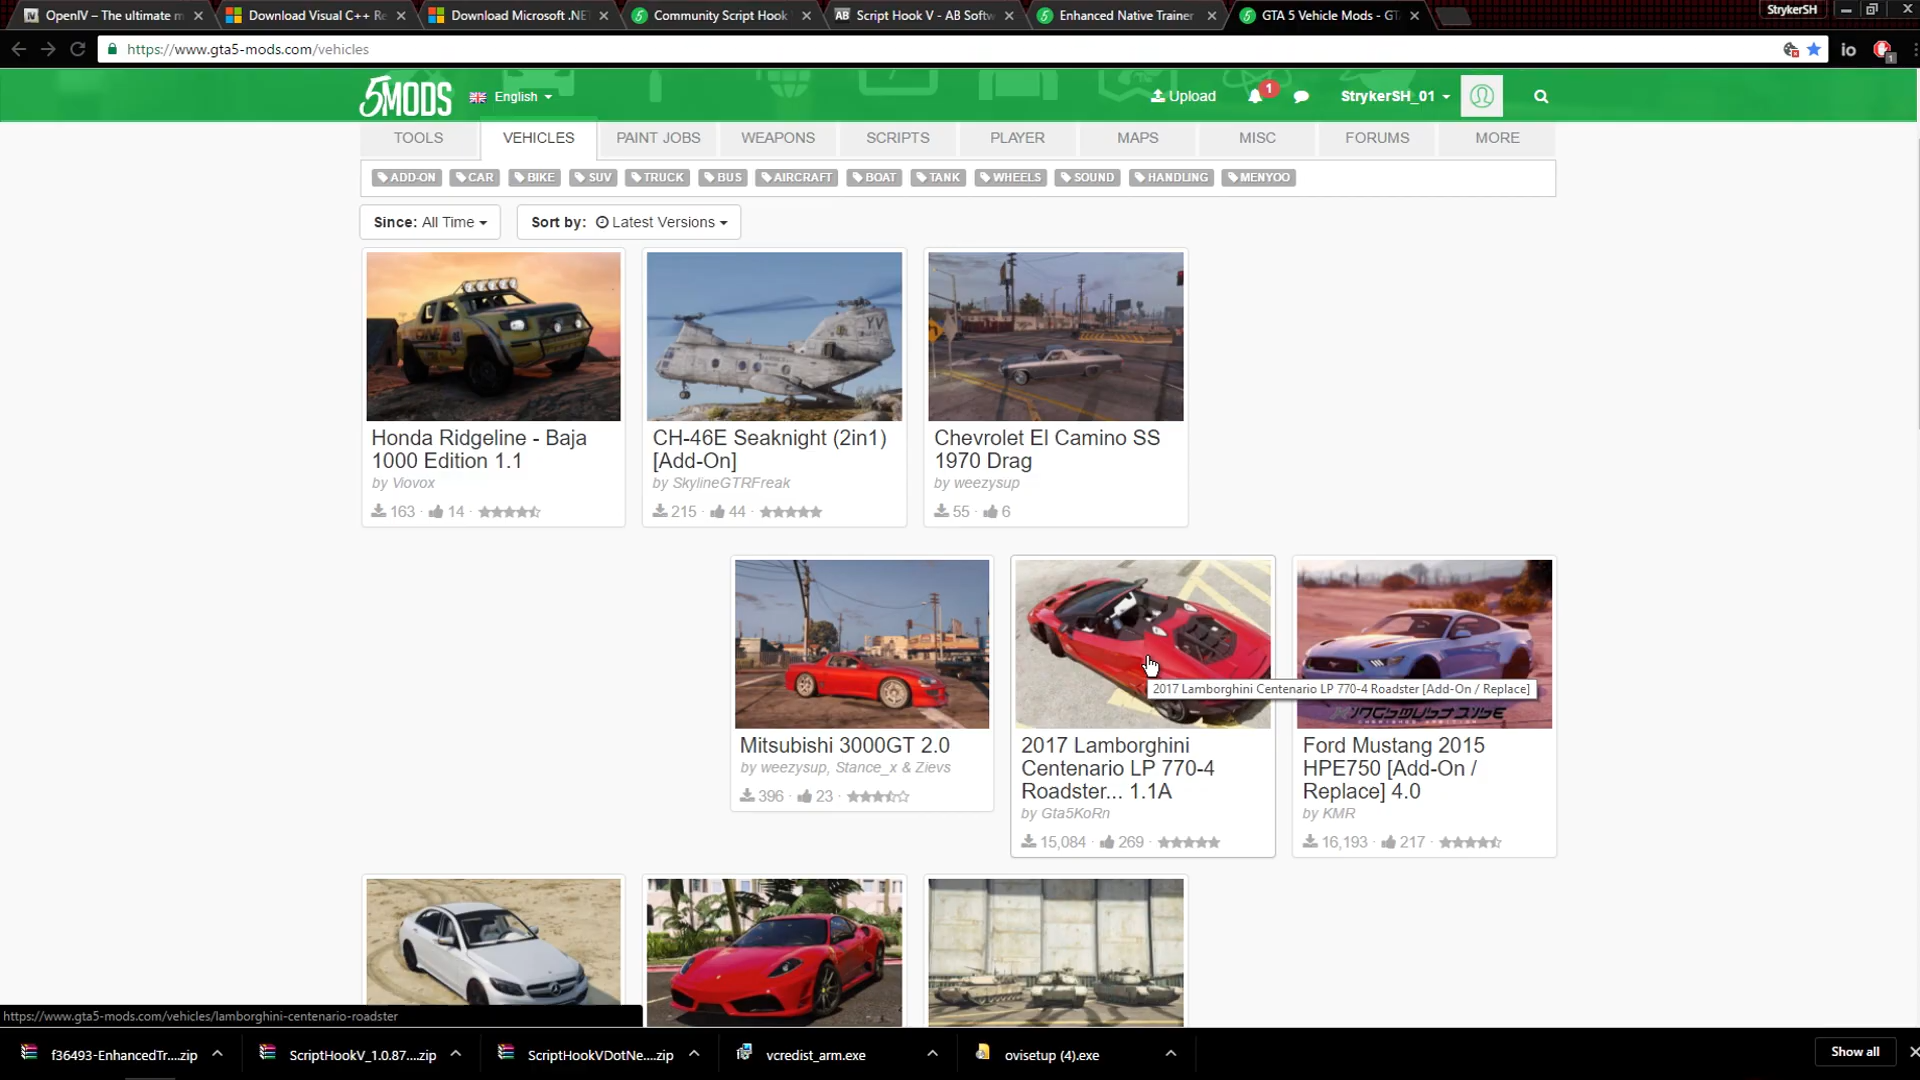 OpenIV – The ultimate m
Download Visual C++ Re
Download Microsoft .NET
Community Script Hook
AB Script Hook V - AB Softw
Enhanced Native Trainer
GTA 5 Vehicle Mods - GT
StrykerSH
https://www.gta5-mods.com/vehicles
io
1
5MODS
English
Upload
1
StrykerSH_01
TOOLS
VEHICLES
PAINT JOBS
WEAPONS
SCRIPTS
PLAYER
MAPS
MISC
FORUMS
MORE
ADD-ON
CAR
BIKE
SUV
TRUCK
BUS
AIRCRAFT
BOAT
TANK
WHEELS
SOUND
HANDLING
MENYOO
Since: All Time
Sort by: Latest Versions
YV
Honda Ridgeline - Baja
1000 Edition 1.1
by Viovox
163 · 14 ·
CH-46E Seaknight (2in1)
[Add-On]
by SkylineGTRFreak
215 · 44 ·
Chevrolet El Camino SS
1970 Drag
by weezysup
55 · 6
Mitsubishi 3000GT 2.0
by weezysup, Stance_x & Zievs
396 · 23 ·
2017 Lamborghini Centenario LP 770-4 Roadster [Add-On / Replace]
2017 Lamborghini
Centenario LP 770-4
Roadster... 1.1A
by Gta5KoRn
15,084 · 269 ·
Ford Mustang 2015
HPE750 [Add-On /
Replace] 4.0
by KMR
16,193 · 217 ·
https://www.gta5-mods.com/vehicles/lamborghini-centenario-roadster
f36493-EnhancedTr....zip
ScriptHookV_1.0.87....zip
ScriptHookVDotNe....zip
vcredist_arm.exe
ovisetup (4).exe
Show all